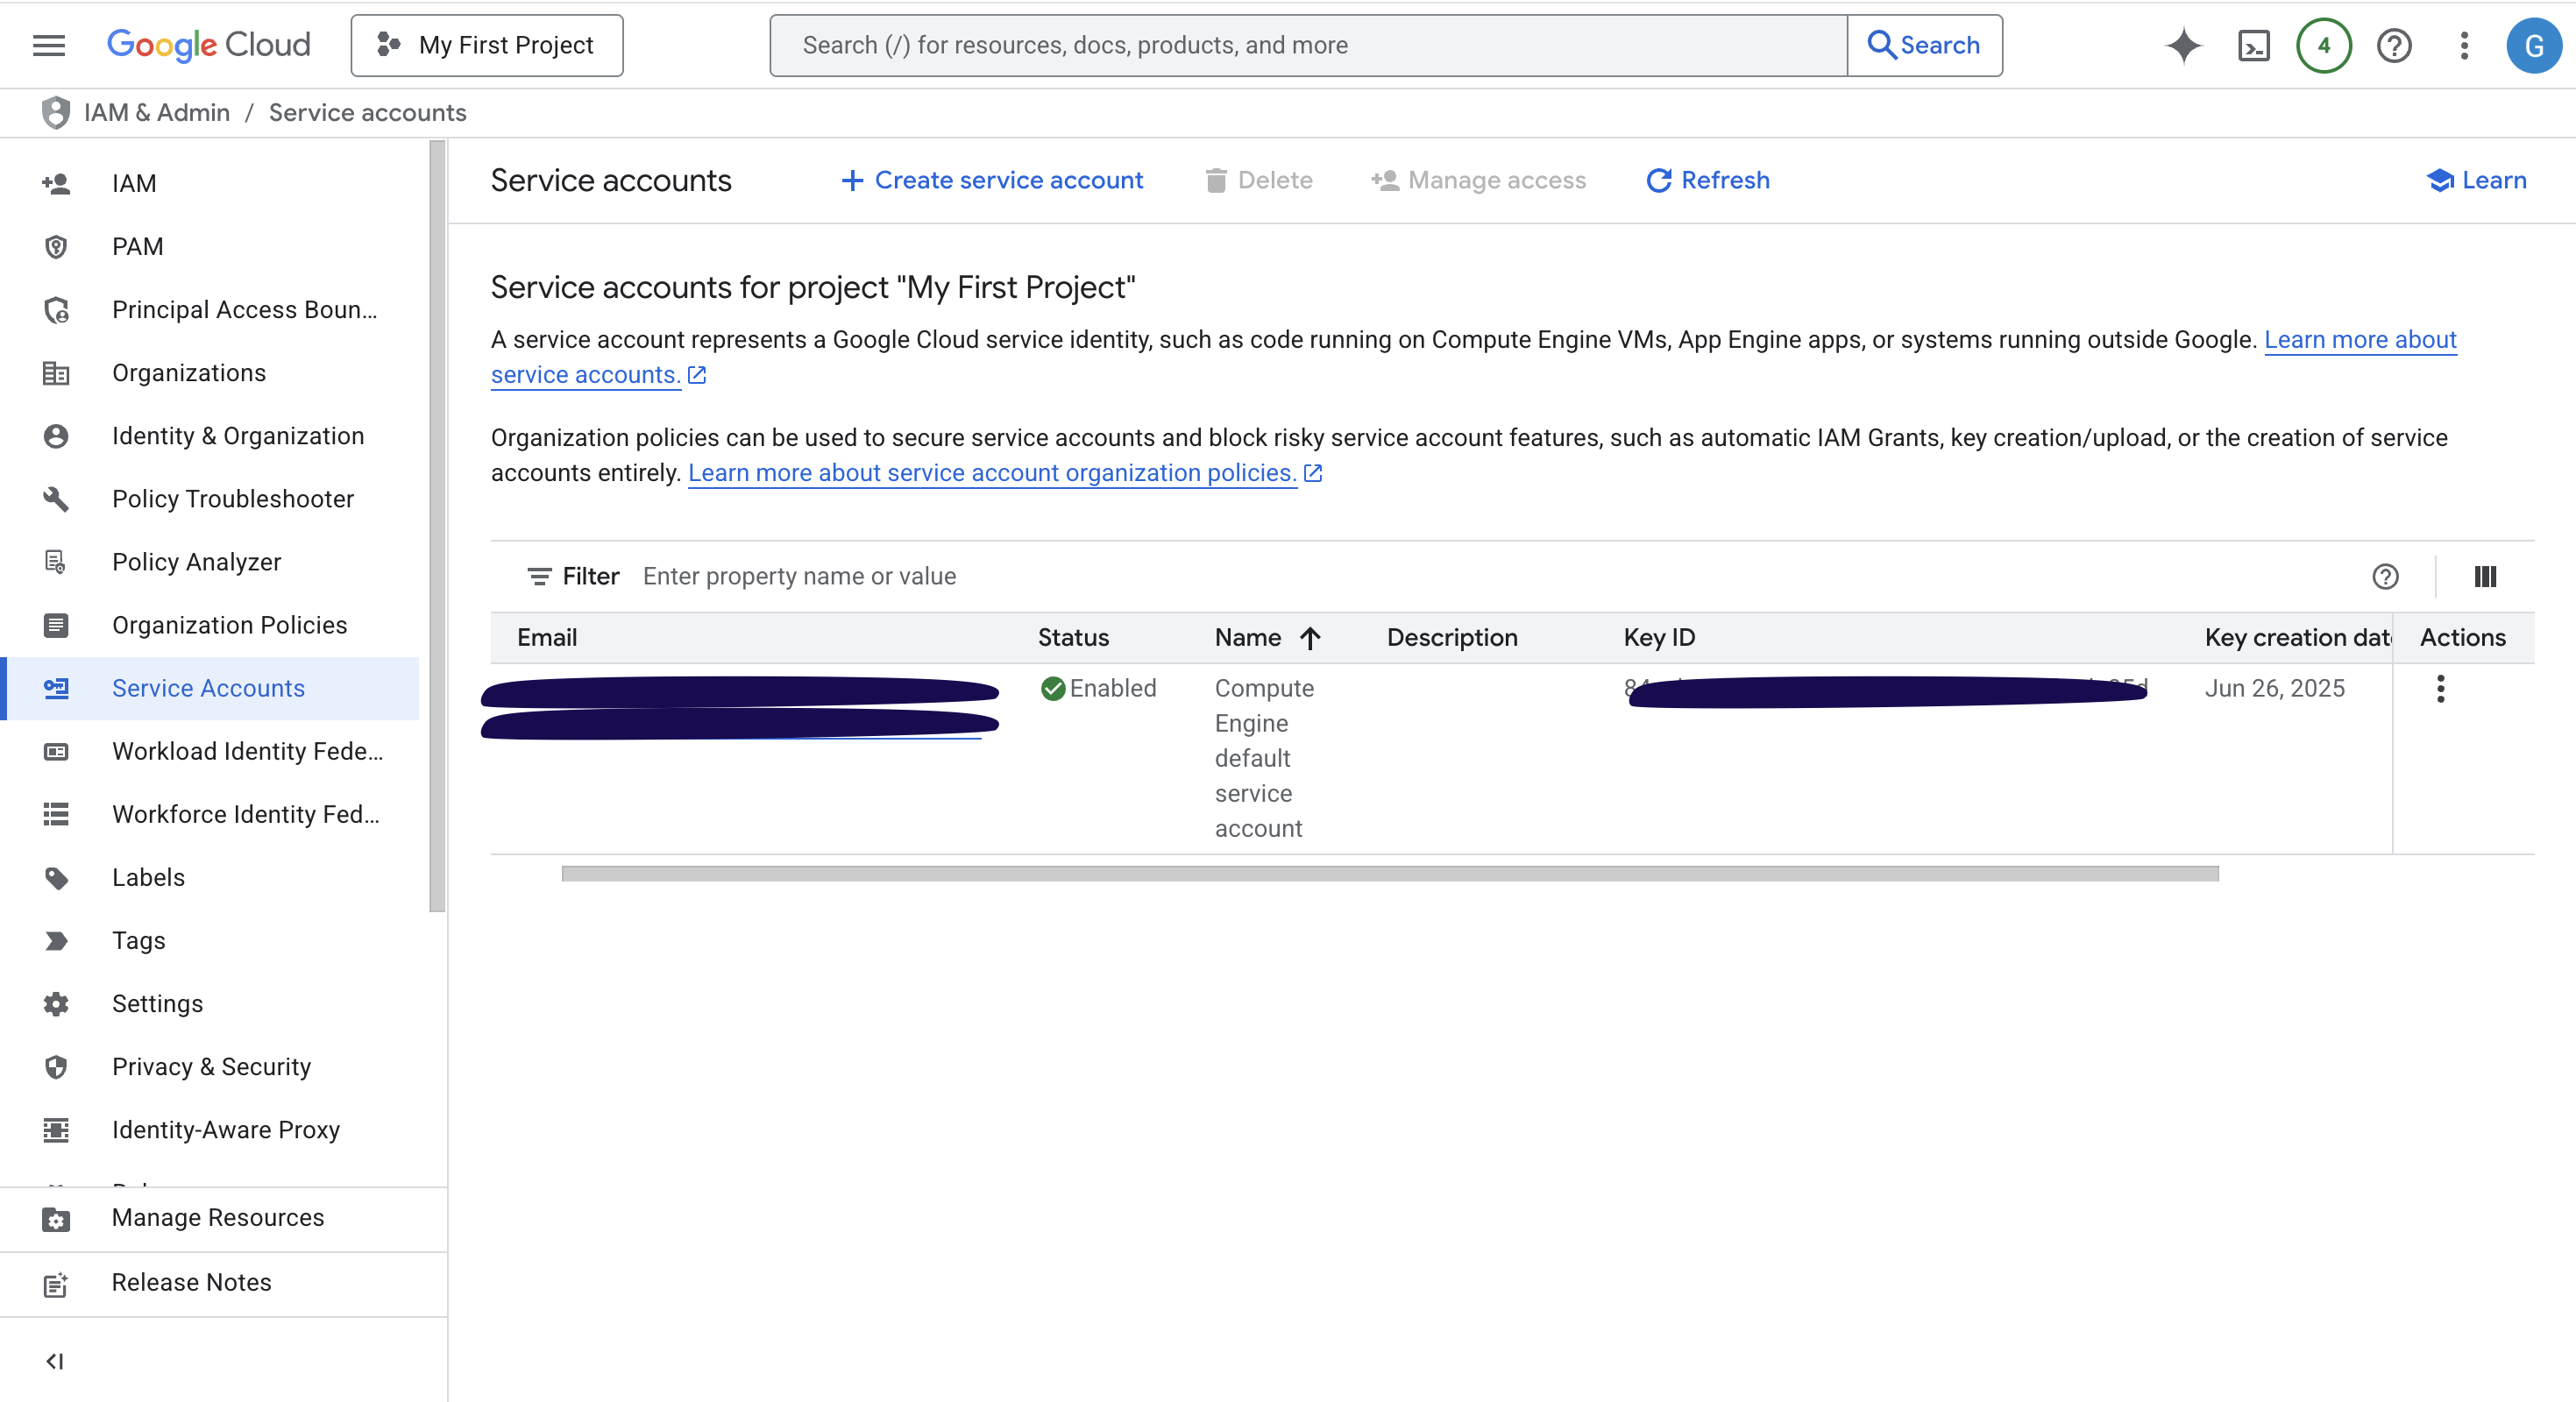 Google Cloud
My First Project
Search (/) for resources, docs, products, and more
Search
4
G
IAM & Admin / Service accounts
IAM
PAM
Principal Access Boun...
Organizations
Identity & Organization
Policy Troubleshooter
Policy Analyzer
Organization Policies
Service Accounts
Workload Identity Fede...
Workforce Identity Fed...
Labels
Tags
Settings
Privacy & Security
Identity-Aware Proxy
Manage Resources
Release Notes
Service accounts
Create service account
Delete
Manage access
Refresh
Learn
Service accounts for project "My First Project"
A service account represents a Google Cloud service identity, such as code running on Compute Engine VMs, App Engine apps, or systems running outside Google. Learn more about
service accounts.
Organization policies can be used to secure service accounts and block risky service account features, such as automatic IAM Grants, key creation/upload, or the creation of service
accounts entirely. Learn more about service account organization policies.
Filter Enter property name or value
Email Status Name Description Key ID Key creation date Actions
Enabled Compute Jun 26, 2025
Engine
default
service
account